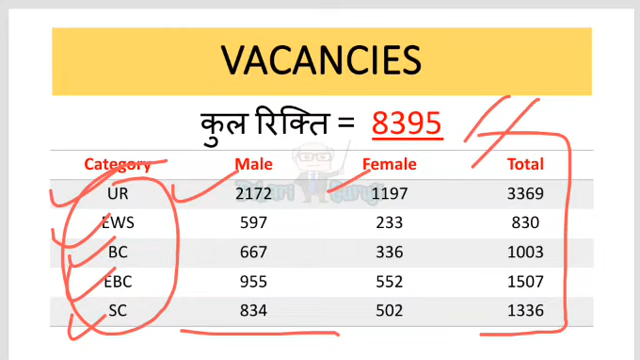 VACANCIES
कुल रिक्ति = 8395
Category Male Female Total
UR 2172 1197 3369
EWS 597 233 830
BC 667 336 1003
EBC 955 552 1507
SC 834 502 1336